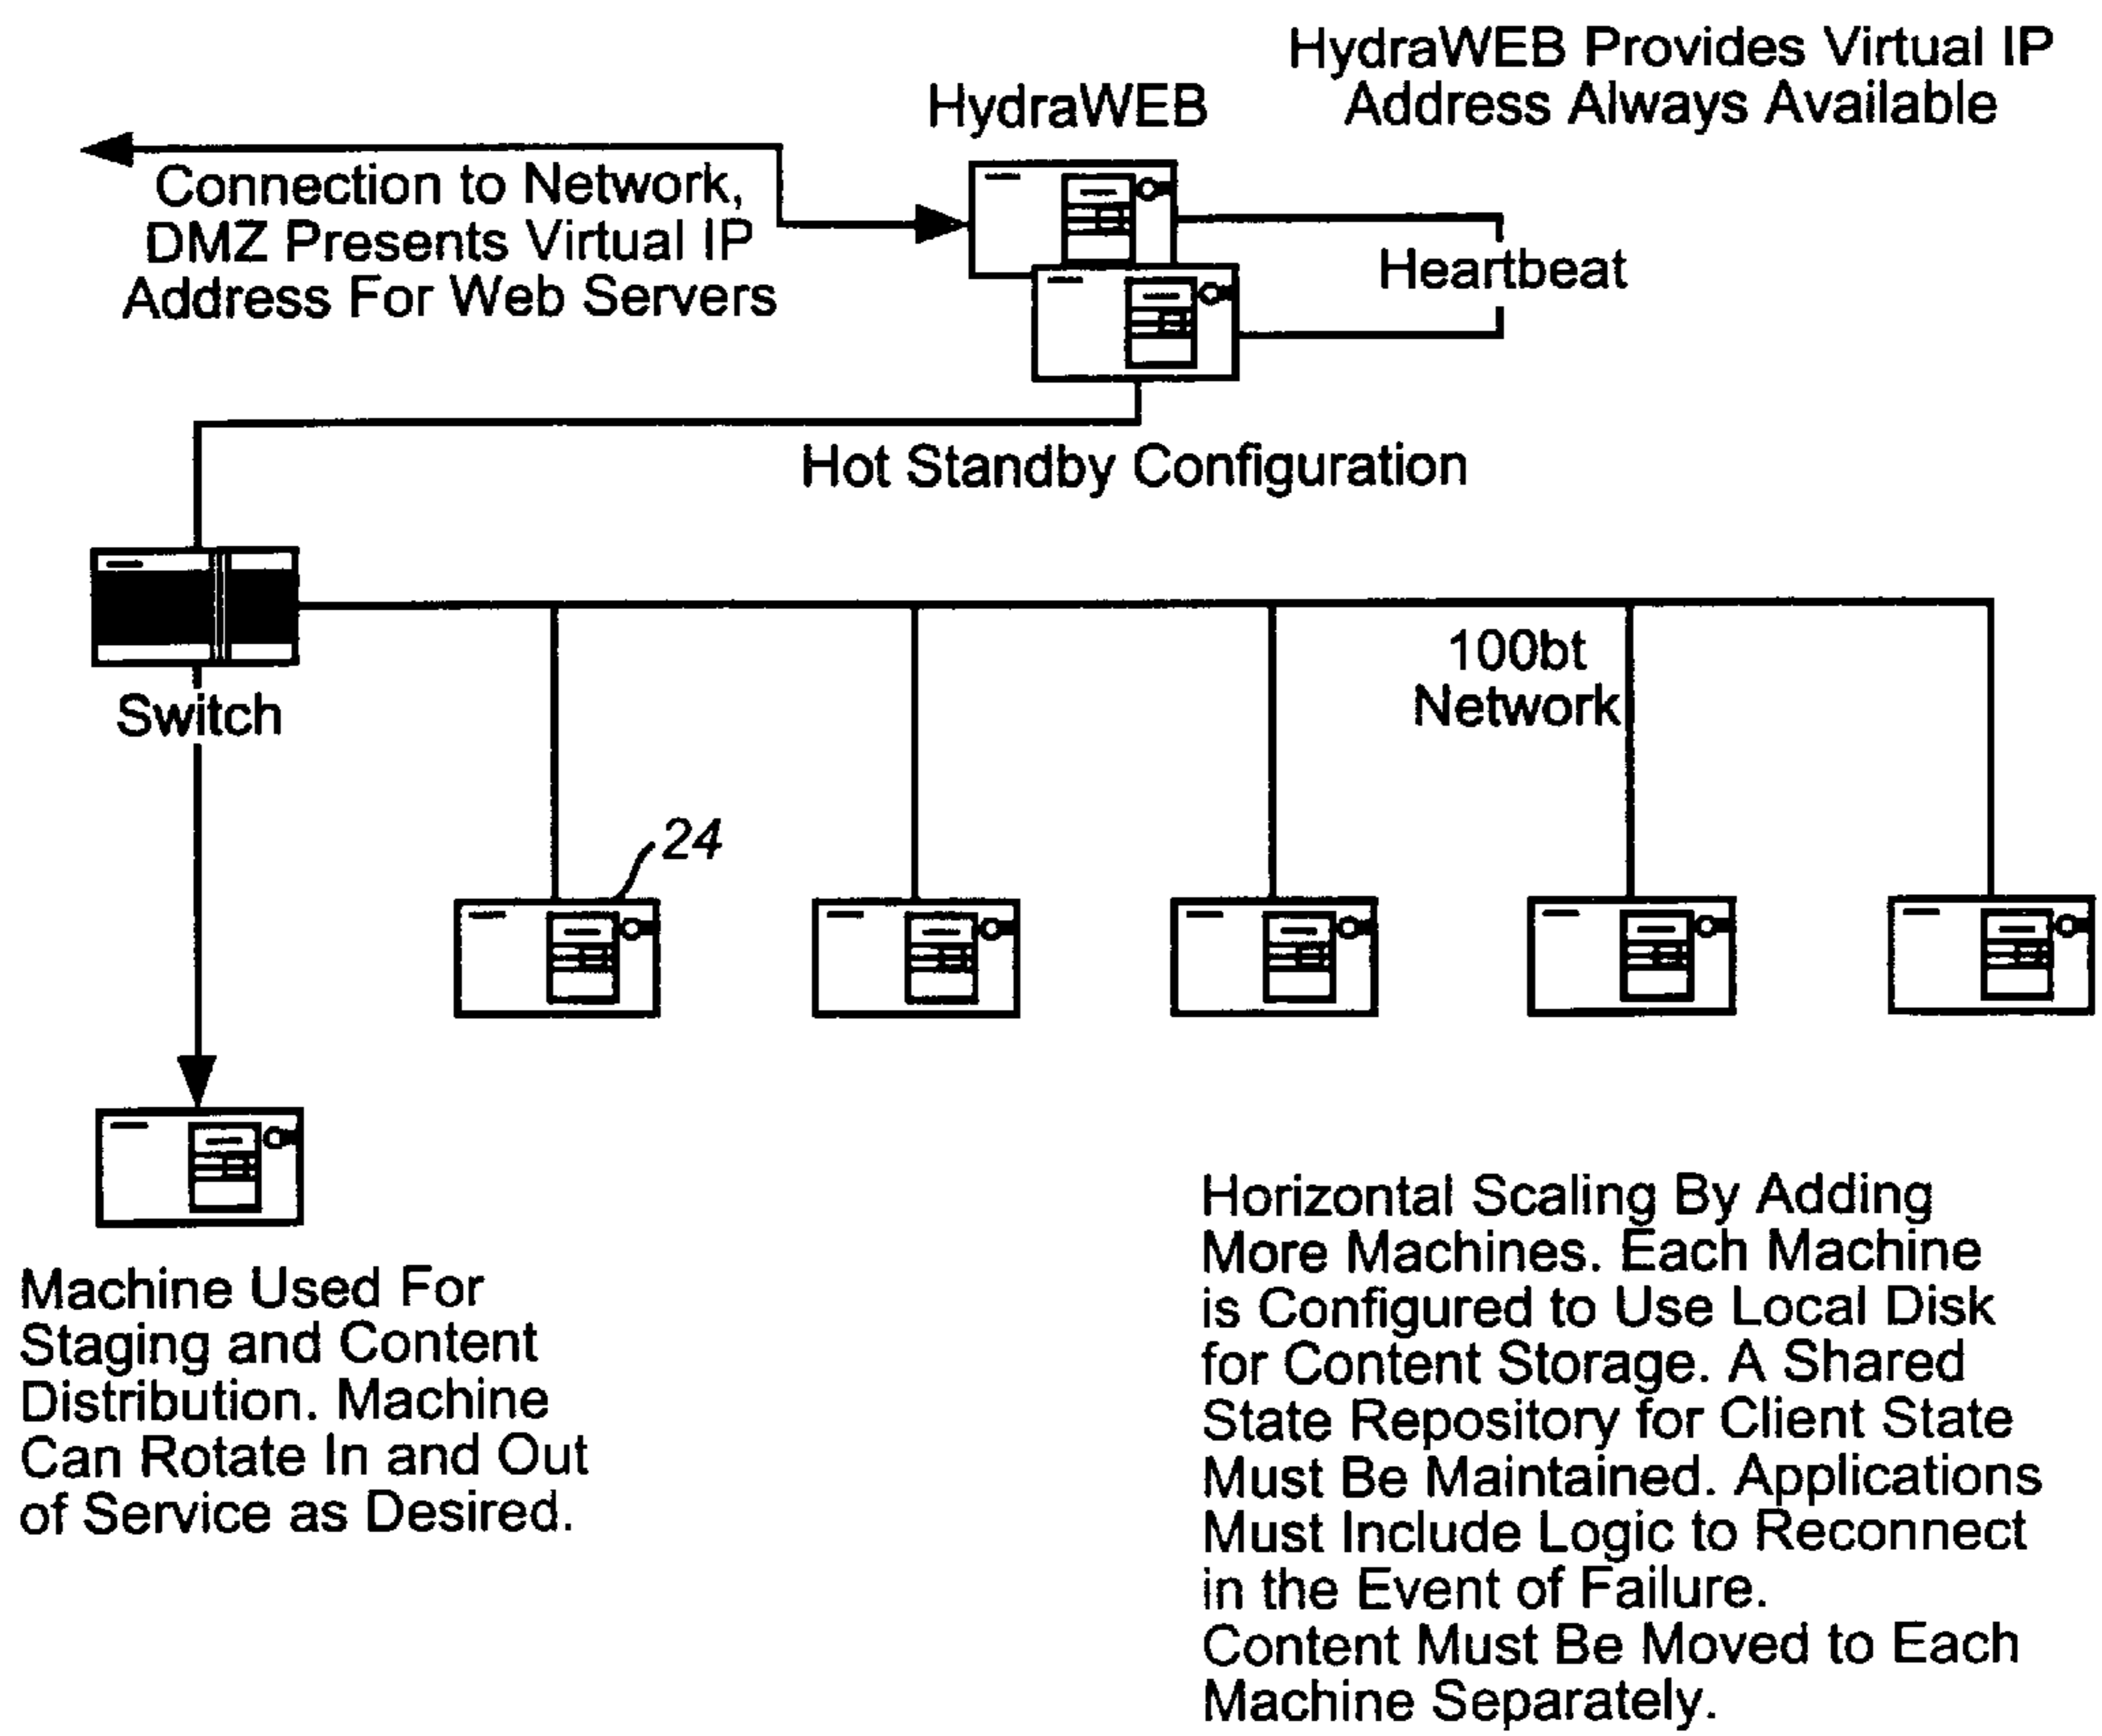 HydraWEB Provides Virtual IP
Address Always Available
HydraWEB
Connection to Network,
DMZ Presents Virtual IP
Address For Web Servers
Heartbeat
Hot Standby Configuration
100bt
Network
Switch
24
Machine Used For
Staging and Content
Distribution. Machine
Can Rotate In and Out
of Service as Desired.
Horizontal Scaling By Adding
More Machines. Each Machine
is Configured to Use Local Disk
for Content Storage. A Shared
State Repository for Client State
Must Be Maintained. Applications
Must Include Logic to Reconnect
in the Event of Failure.
Content Must Be Moved to Each
Machine Separately.